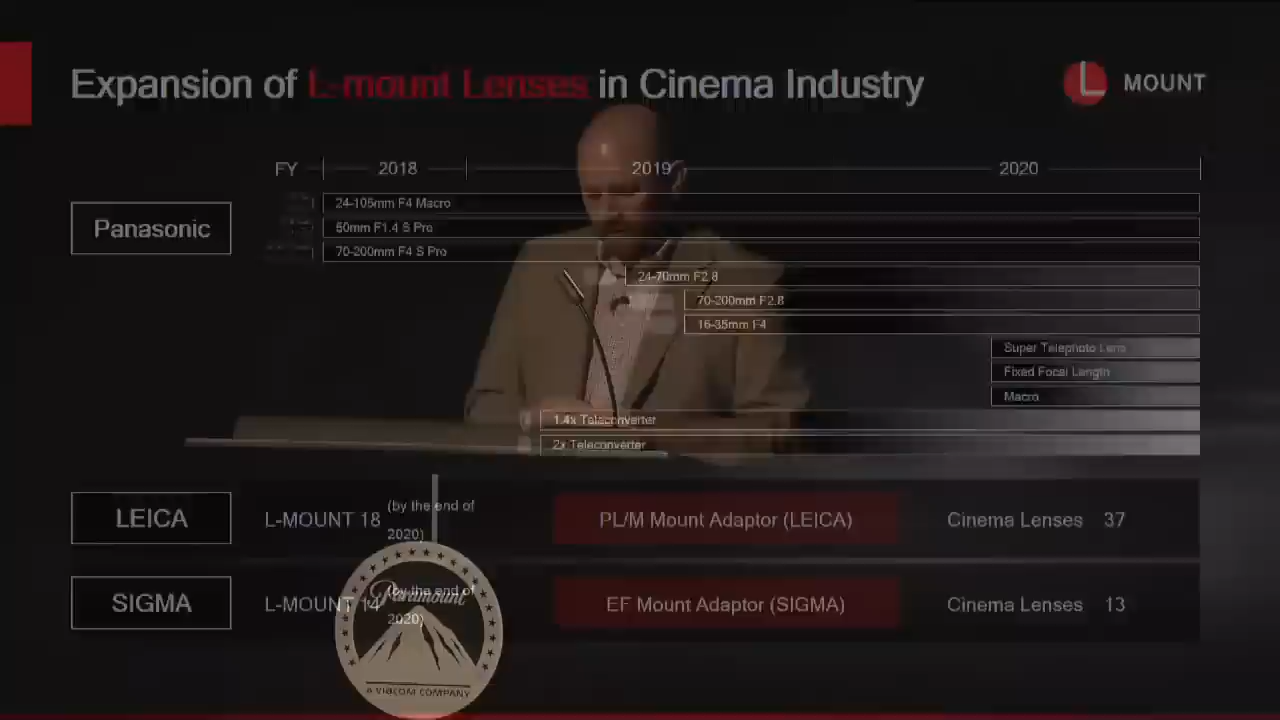 Expansion of L-mount Lenses in Cinema Industry
L MOUNT
FY 2018 2019 2020
Panasonic
24-105mm F4 Macro
50mm F1.4 S Pro
70-200mm F4 S Pro
24-70mm F2.8
70-200mm F2.8
16-35mm F4
Super Telephoto Lens
Fixed Focal Length
Macro
1.4x Teleconverter
2x Teleconverter
LEICA
L-MOUNT 18 (by the end of
2020)
PL/M Mount Adaptor (LEICA)
Cinema Lenses 37
SIGMA
L-MOUNT 14 (by the end of
2020)
EF Mount Adaptor (SIGMA)
Cinema Lenses 13
Paramount
A VIACOM COMPANY